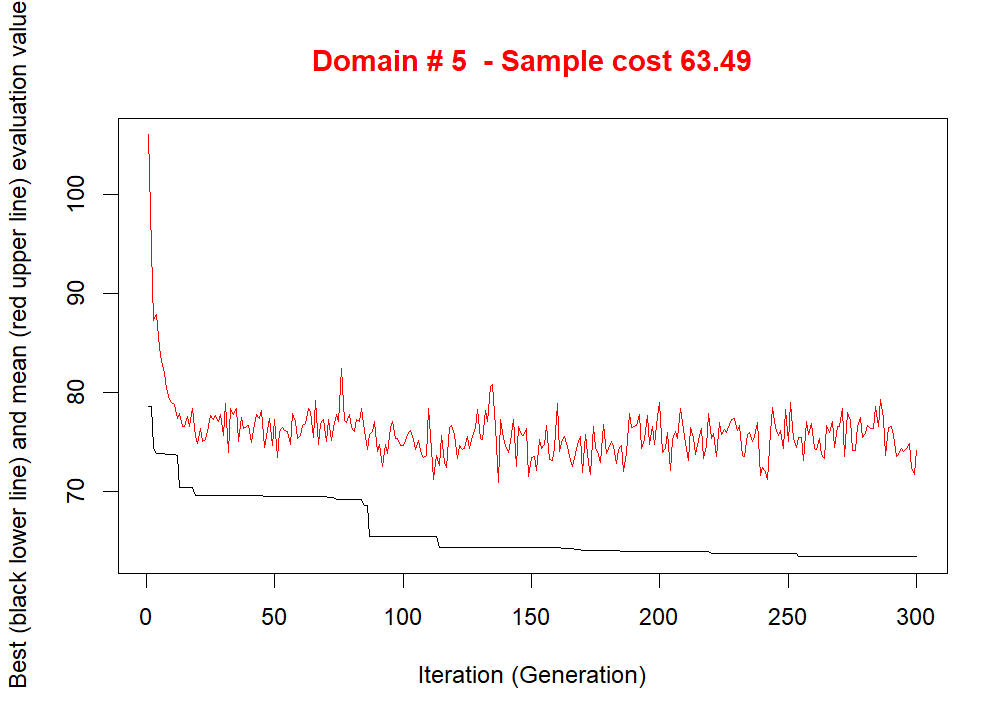 Domain # 5  - Sample cost 63.49
Best (black lower line) and mean (red upper line) evaluation value
100
90
80
70
0 50 100 150 200 250 300
Iteration (Generation)